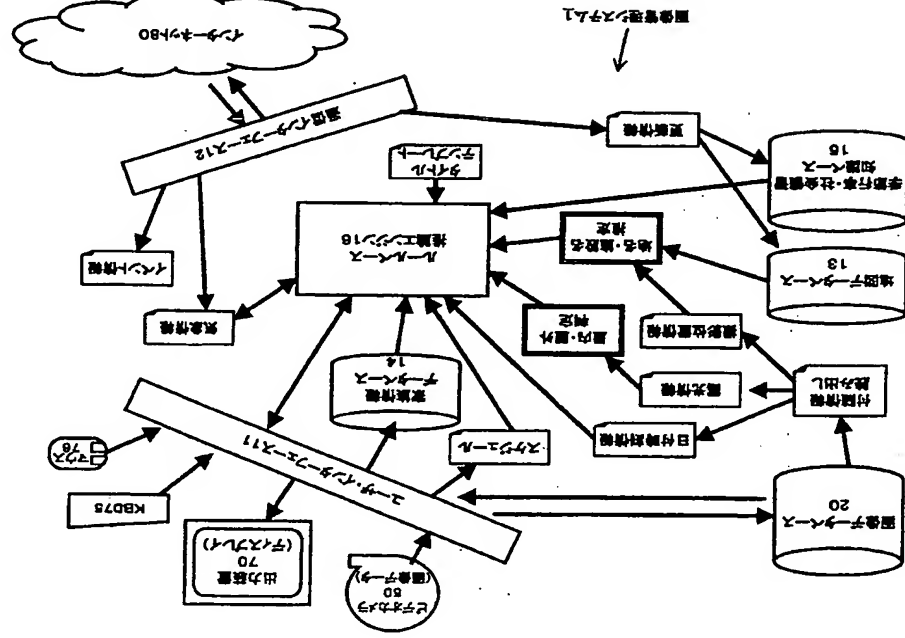 画像データベース
20
ビデオカメラ
50
(画像データ)
出力装置
70
(ディスプレイ)
KBD75
マウス
76
ユーザ・インターフェース11
付随情報
読み出し
日付時刻情報
スケジュール
家族情報
データベース
14
露光情報
撮影位置情報
屋内・屋外
判定
気象情報
地図データベース
13
地名・施設名
推定
ルールベース
推論エンジン16
イベント情報
季節行事・社会慣習
知識ベース
15
タイトル
テンプレート
更新情報
通信インターフェース12
画像管理システム1
インターネット80